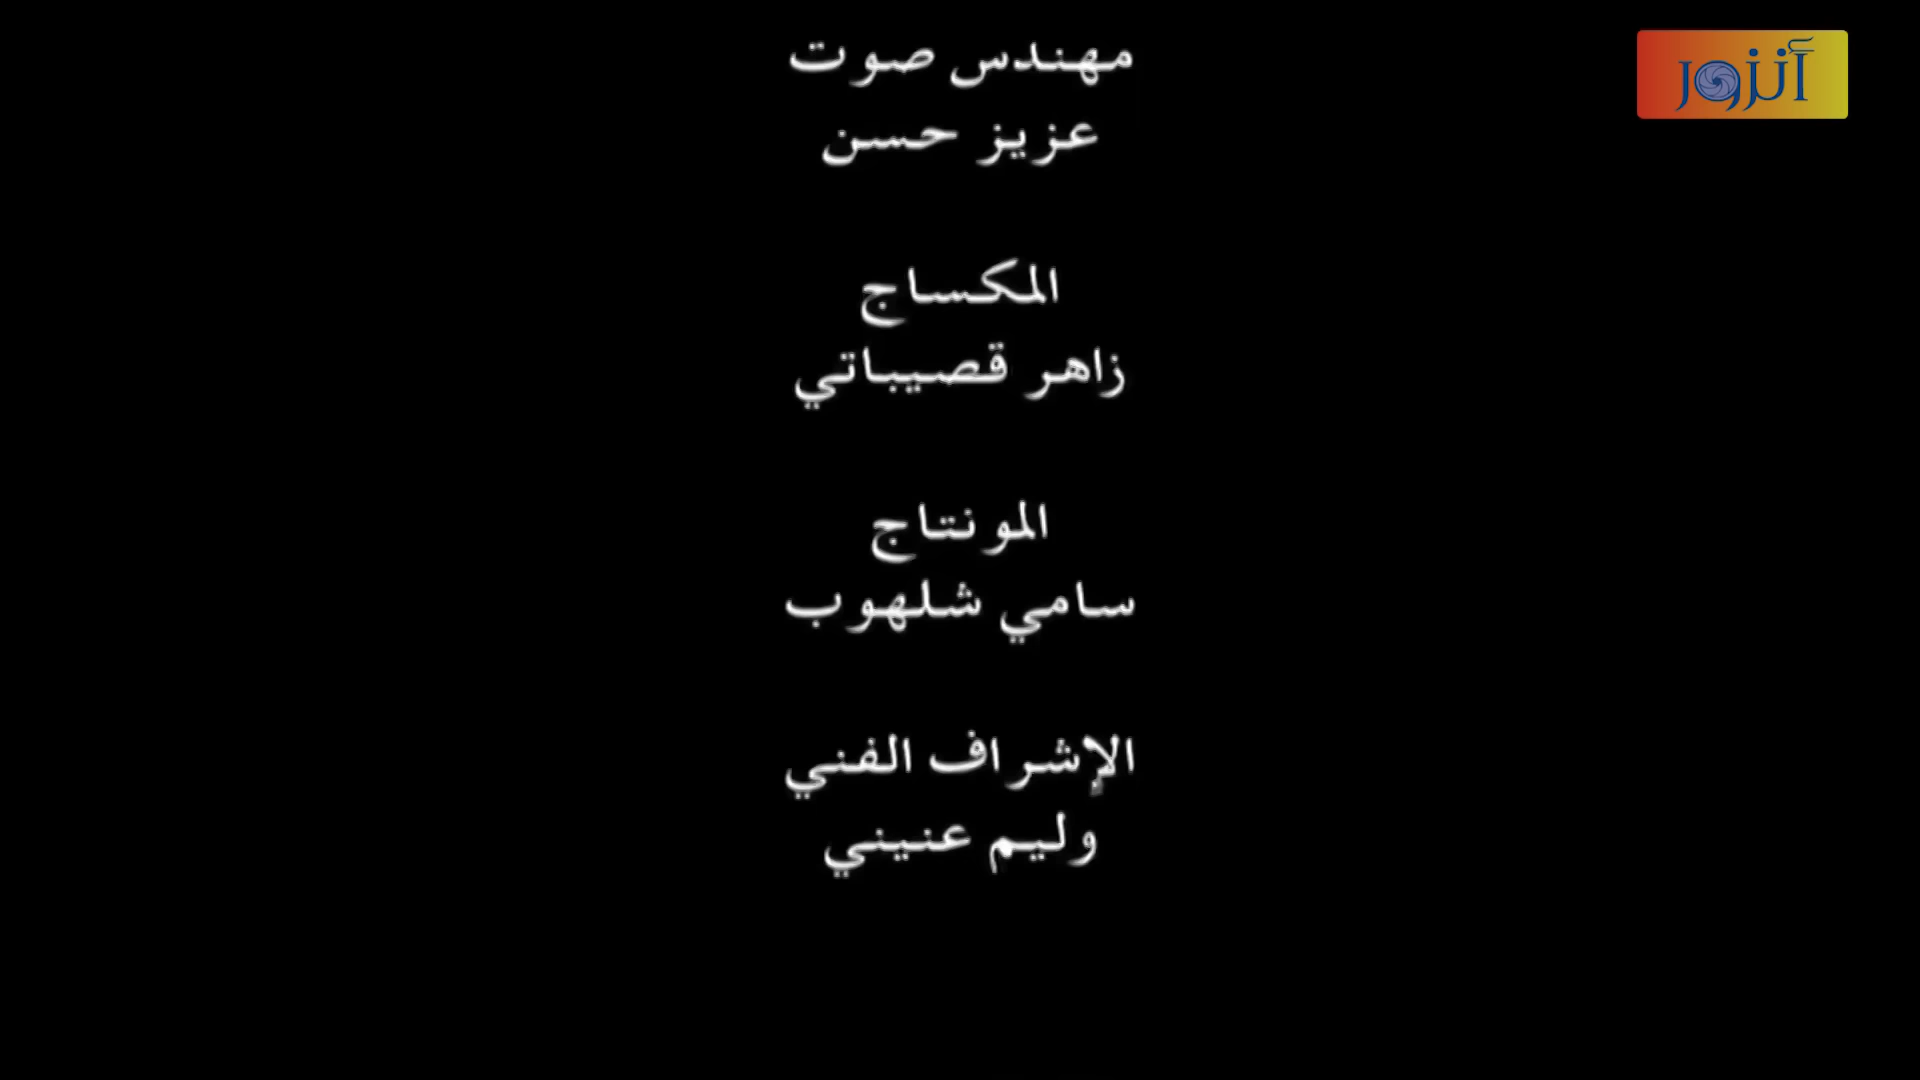 مهندس صوت
عزيز حسن
المكساج
زاهر قصيباتي
المونتاج
سامي شلهوب
الإشراف الفني
وليم عنيني
أنزور